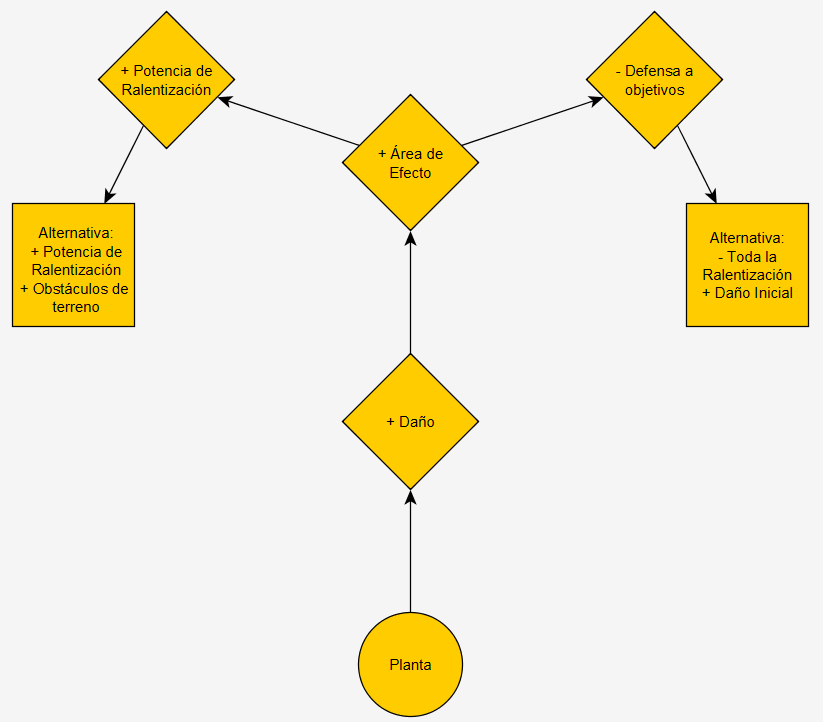 + Potencia de
Ralentización
- Defensa a
objetivos
+ Área de
Efecto
Alternativa:
+ Potencia de
Ralentización
+ Obstáculos de
terreno
Alternativa:
- Toda la
Ralentización
+ Daño Inicial
+ Daño
Planta